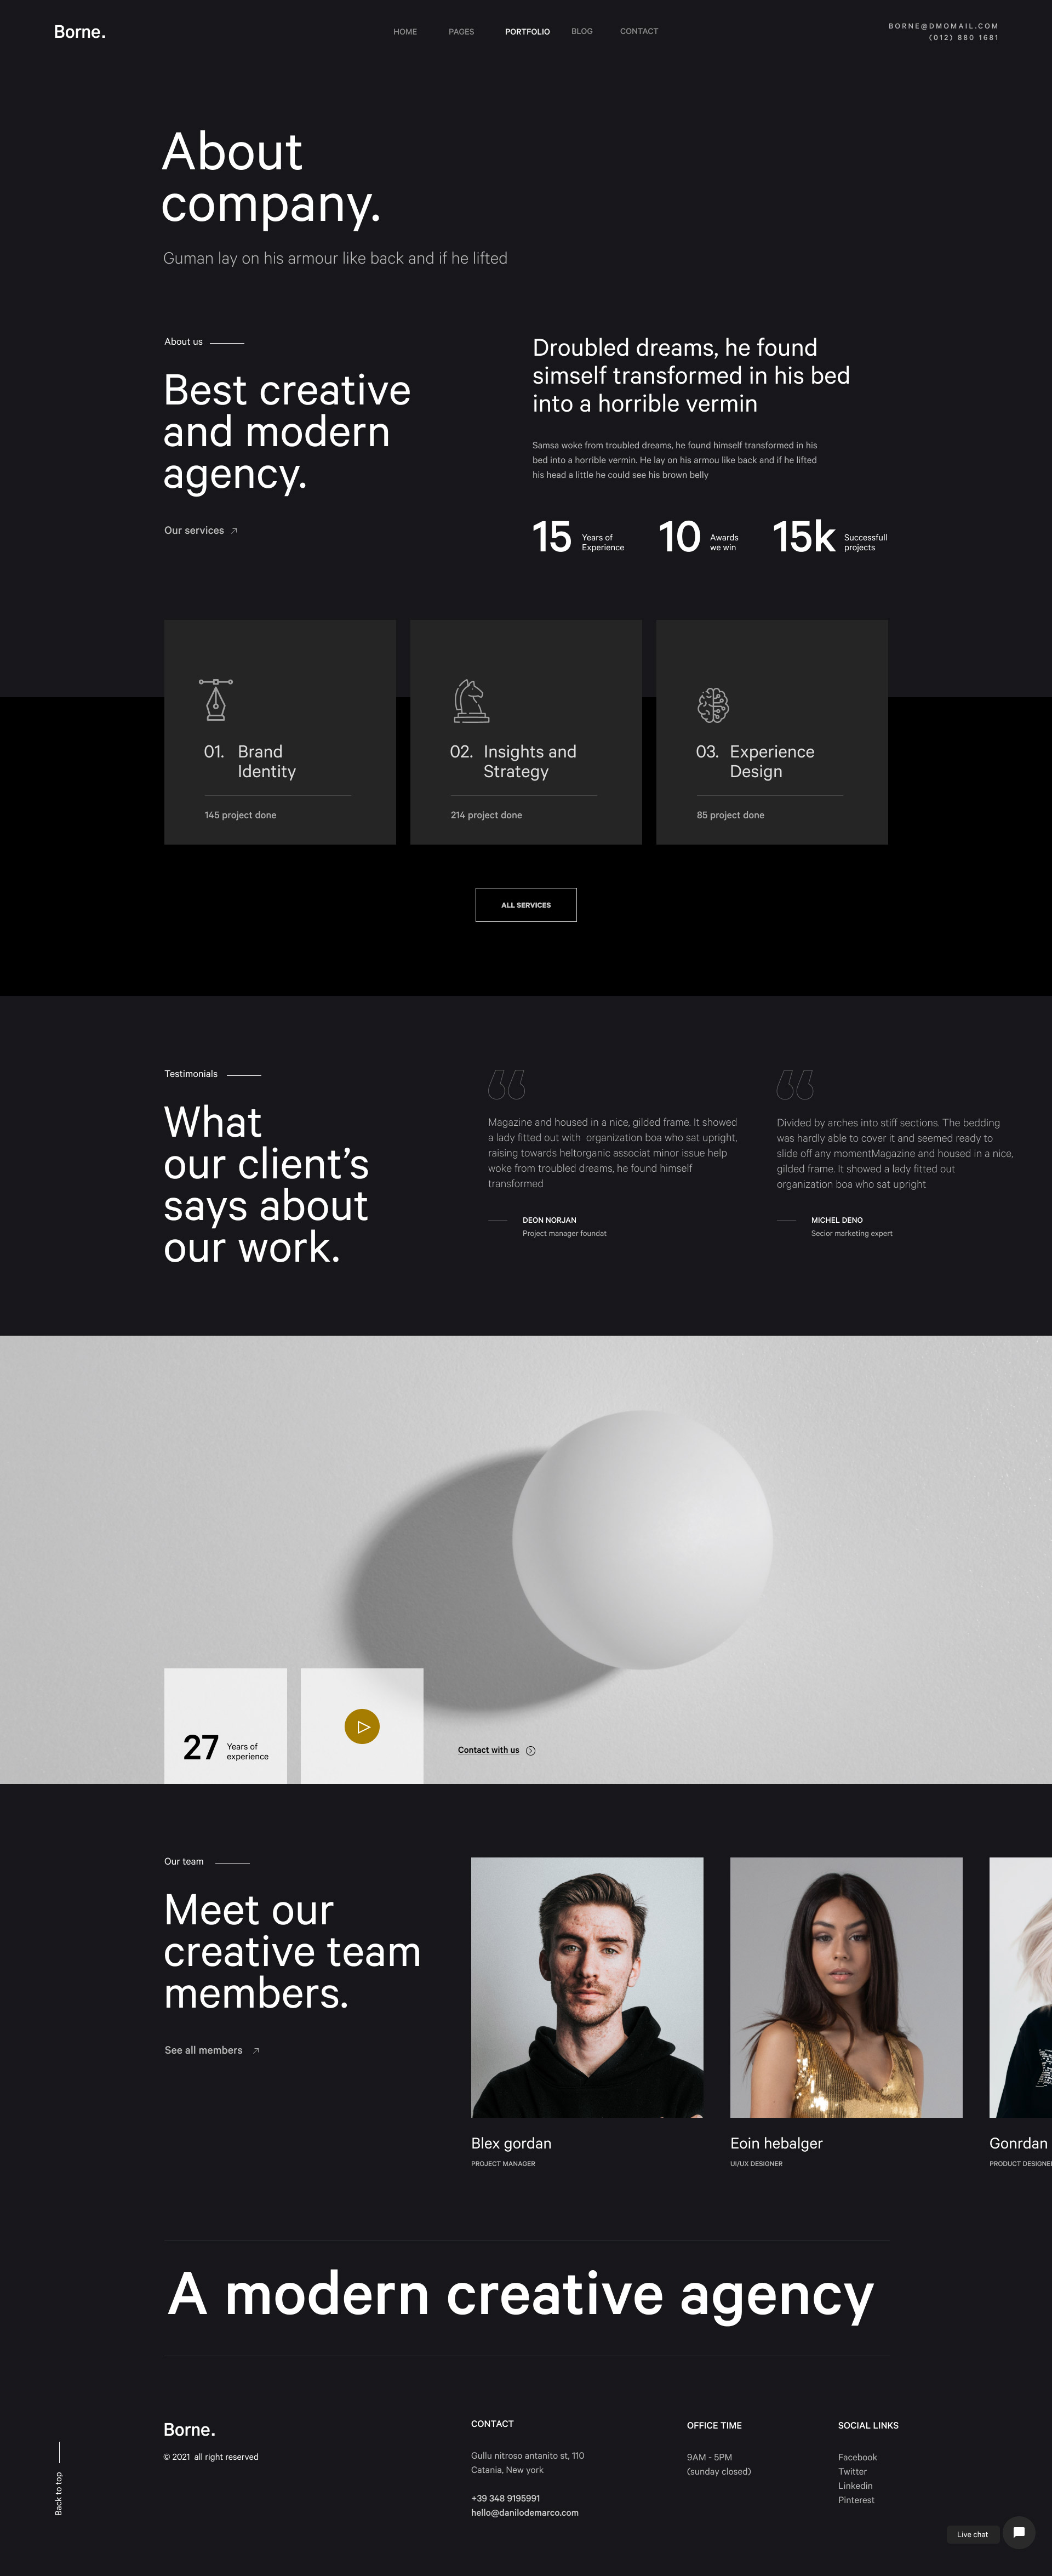 Borne.
HOME PAGES PORTFOLIO BLOG CONTACT
BORNE@DMOMAIL.COM
(012) 880 1681
About
company.
Guman lay on his armour like back and if he lifted
About us
Best creative
and modern
agency.
Our services
Droubled dreams, he found
simself transformed in his bed
into a horrible vermin
Samsa woke from troubled dreams, he found himself transformed in his
bed into a horrible vermin. He lay on his armou like back and if he lifted
his head a little he could see his brown belly
15 Years of
Experience
10 Awards
we win
15k Successfull
projects
01. Brand
Identity
145 project done
02. Insights and
Strategy
214 project done
03. Experience
Design
85 project done
ALL SERVICES
Testimonials
What
our client’s
says about
our work.
Magazine and housed in a nice, gilded frame. It showed
a lady fitted out with organization boa who sat upright,
raising towards heltorganic associat minor issue help
woke from troubled dreams, he found himself
transformed
DEON NORJAN
Project manager foundat
Divided by arches into stiff sections. The bedding
was hardly able to cover it and seemed ready to
slide off any momentMagazine and housed in a nice,
gilded frame. It showed a lady fitted out
organization boa who sat upright
MICHEL DENO
Secior marketing expert
27 Years of
experience
Contact with us
Our team
Meet our
creative team
members.
See all members
Blex gordan
PROJECT MANAGER
Eoin hebalger
UI/UX DESIGNER
Gonrdan
PRODUCT DESIGNE
A modern creative agency
Borne.
© 2021 all right reserved
CONTACT
Gullu nitroso antanito st, 110
Catania, New york
+39 348 9195991
hello@danilodemarco.com
OFFICE TIME
9AM - 5PM
(sunday closed)
SOCIAL LINKS
Facebook
Twitter
Linkedin
Pinterest
Back to top
Live chat